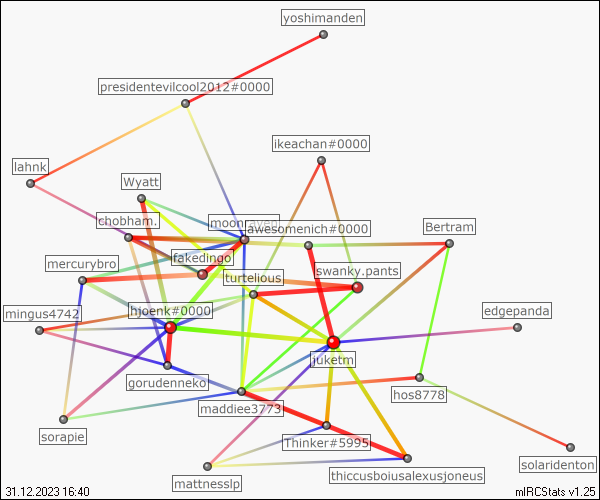 yoshimanden
presidentevilcool2012#0000
ikeachan#0000
lahnk
Wyatt
chobham.
awesomenich#0000
Bertram
fakedingo
mercurybro
turtelious
swanky.pants
mingus4742
hjoenk#0000
edgepanda
juketm
gorudenneko
hos8778
maddiee3773
sorapie
Thinker#5995
solaridenton
mattnesslp
thiccusboiusalexusjoneus
31.12.2023 16:40
mIRCStats v1.25